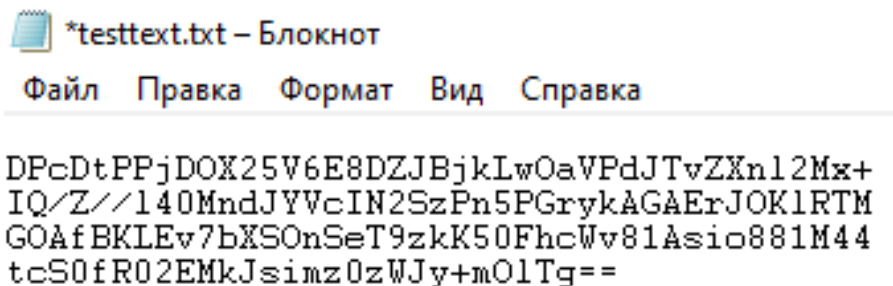 *testtext.txt – Блокнот
Файл Правка Формат Вид Справка
DPcDtPPjDOX25V6E8DZJBjkLwOaVPdJTvZXnl2Mx+
IQ/Z//l40MndJYVcIN2SzPn5PGrykAGAErJOKlRTM
GOAfBKLEv7bXSOnSeT9zkK50FhcWv81Asio881M44
tcS0fR02EMkJsimz0zWJy+mOlTg==